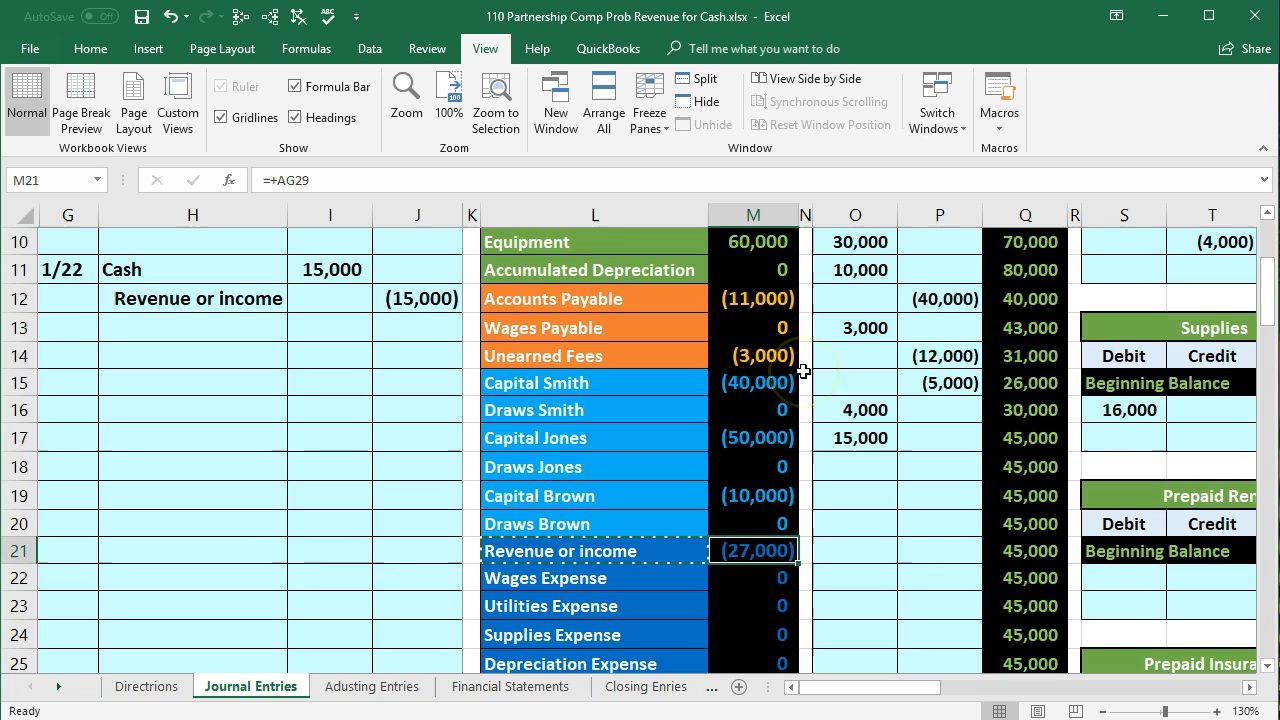 AutoSave Off 110 Partnership Comp Prob Revenue for Cash.xlsx - Excel
File Home Insert Page Layout Formulas Data Review View Help QuickBooks Tell me what you want to do Share
Normal Page Break Preview Page Layout Custom Views
Workbook Views
Ruler Formula Bar
Gridlines Headings
Show
Zoom 100% Zoom to Selection
Zoom
New Window Arrange All Freeze Panes
Split
Hide
Unhide
View Side by Side
Synchronous Scrolling
Reset Window Position
Switch Windows
Window
Macros
Macros
M21 fx =+AG29
G H I J K L M N O P Q R S T
10 Equipment 60,000 30,000 70,000 (4,000)
11 1/22 Cash 15,000 Accumulated Depreciation 0 10,000 80,000
12 Revenue or income (15,000) Accounts Payable (11,000) (40,000) 40,000
13 Wages Payable 0 3,000 43,000 Supplies
14 Unearned Fees (3,000) (12,000) 31,000 Debit Credit
15 Capital Smith (40,000) (5,000) 26,000 Beginning Balance
16 Draws Smith 0 4,000 30,000 16,000
17 Capital Jones (50,000) 15,000 45,000
18 Draws Jones 0 45,000
19 Capital Brown (10,000) 45,000 Prepaid Ren
20 Draws Brown 0 45,000 Debit Credit
21 Revenue or income (27,000) 45,000 Beginning Balance
22 Wages Expense 0 45,000
23 Utilities Expense 0 45,000
24 Supplies Expense 0 45,000
25 Depreciation Expense 0 45,000 Prepaid Insura
Directions Journal Entries Adusting Entries Financial Statements Closing Enries ...
Ready 130%